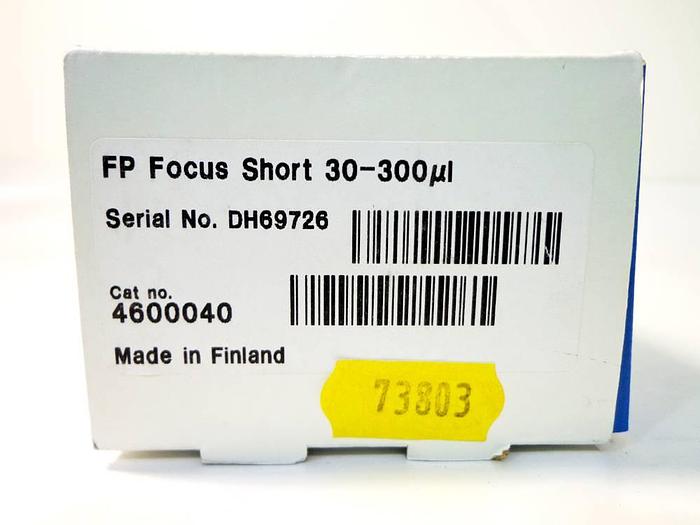 FP Focus Short 30-300µl
Serial No. DH69726
Cat no.
4600040
Made in Finland
73803